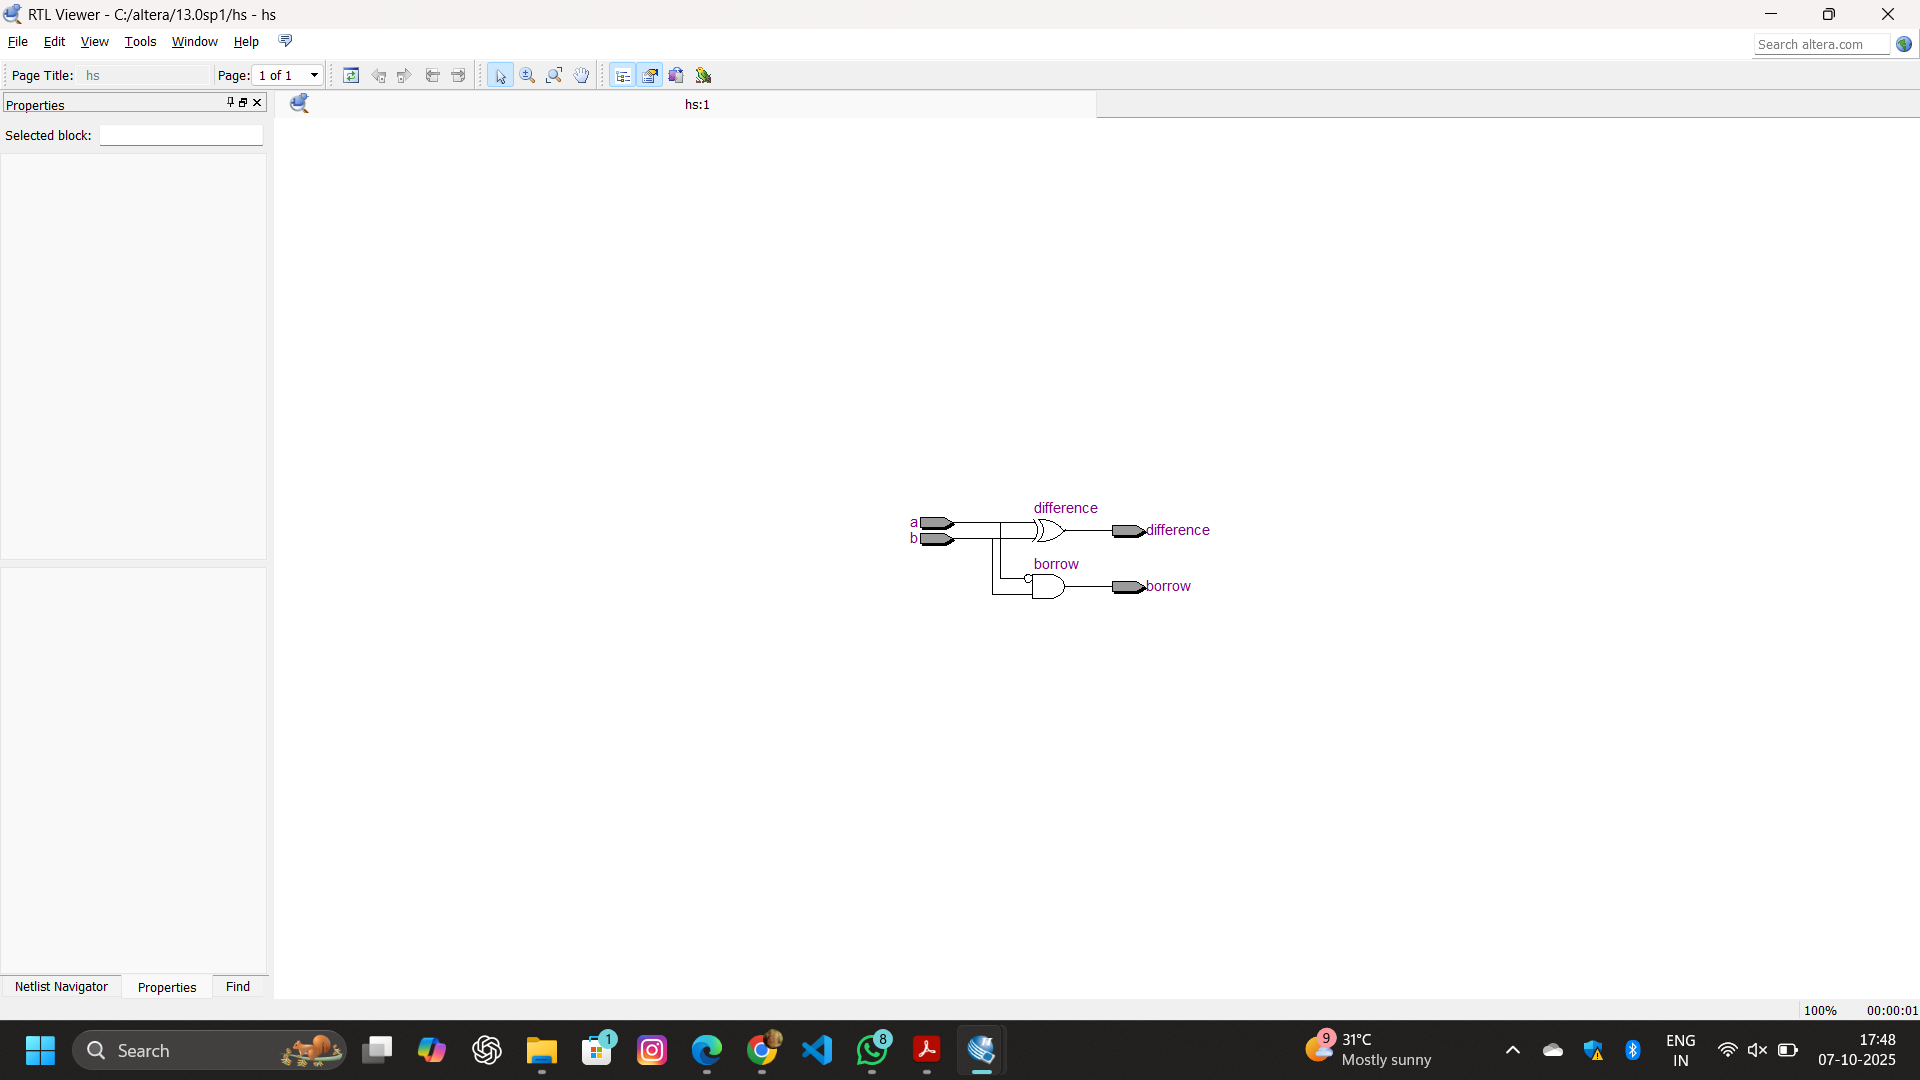 RTL Viewer - C:/altera/13.0sp1/hs - hs
File Edit View Tools Window Help
Search altera.com
Page Title: hs Page: 1 of 1
Properties
hs:1
Selected block:
difference
a
difference
b
borrow
borrow
Netlist Navigator Properties Find
100% 00:00:01
Search
1
8
9
31°C
Mostly sunny
ENG
IN
17:48
07-10-2025